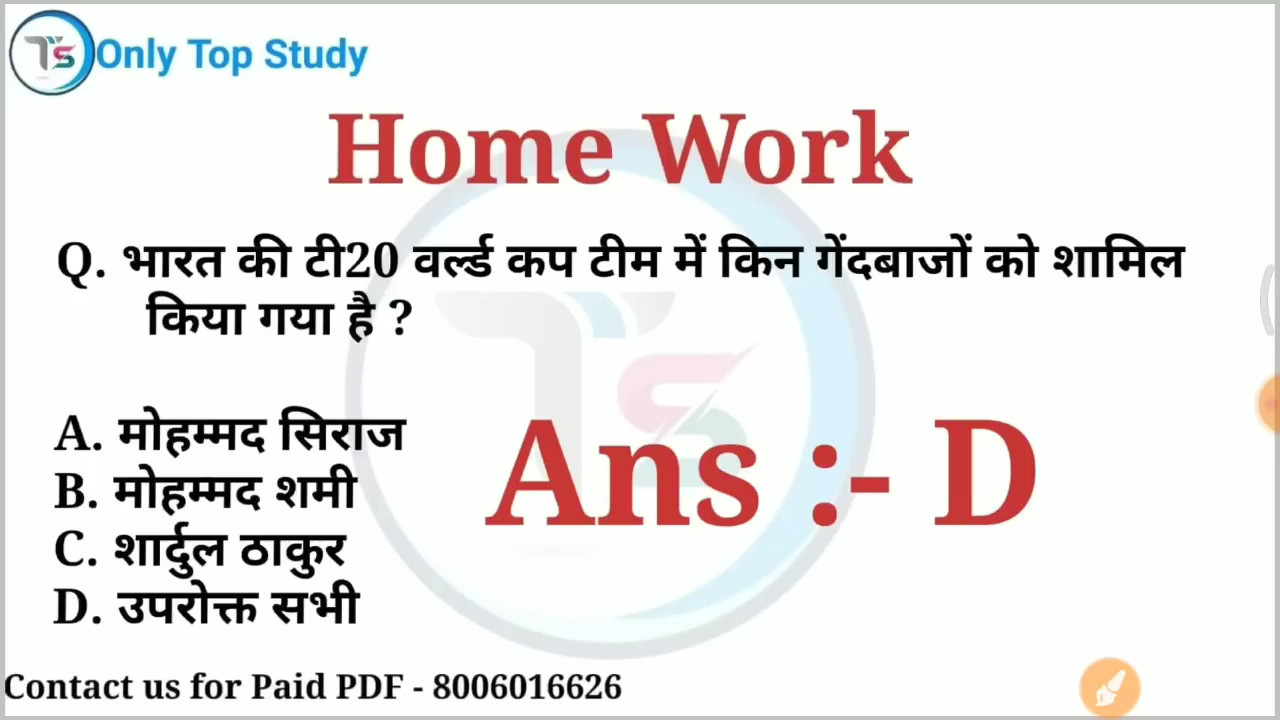 TS Only Top Study
Home Work
Q. भारत की टी20 वर्ल्ड कप टीम में किन गेंदबाजों को शामिल
किया गया है ?
A. मोहम्मद सिराज
B. मोहम्मद शमी
C. शार्दुल ठाकुर
D. उपरोक्त सभी
Ans :- D
Contact us for Paid PDF - 8006016626